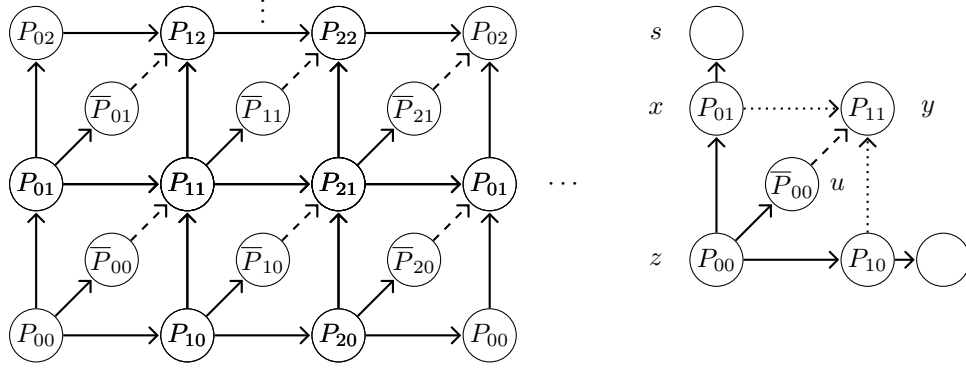 ⋮
P₀₂ P₁₂ P₂₂ P₀₂ s
P̅₀₁ P̅₁₁ P̅₂₁ x P₀₁ P₁₁ y
P₀₁ P₁₁ P₂₁ P₀₁ ⋯ P̅₀₀ u
P̅₀₀ P̅₁₀ P̅₂₀ z P₀₀ P₁₀
P₀₀ P₁₀ P₂₀ P₀₀